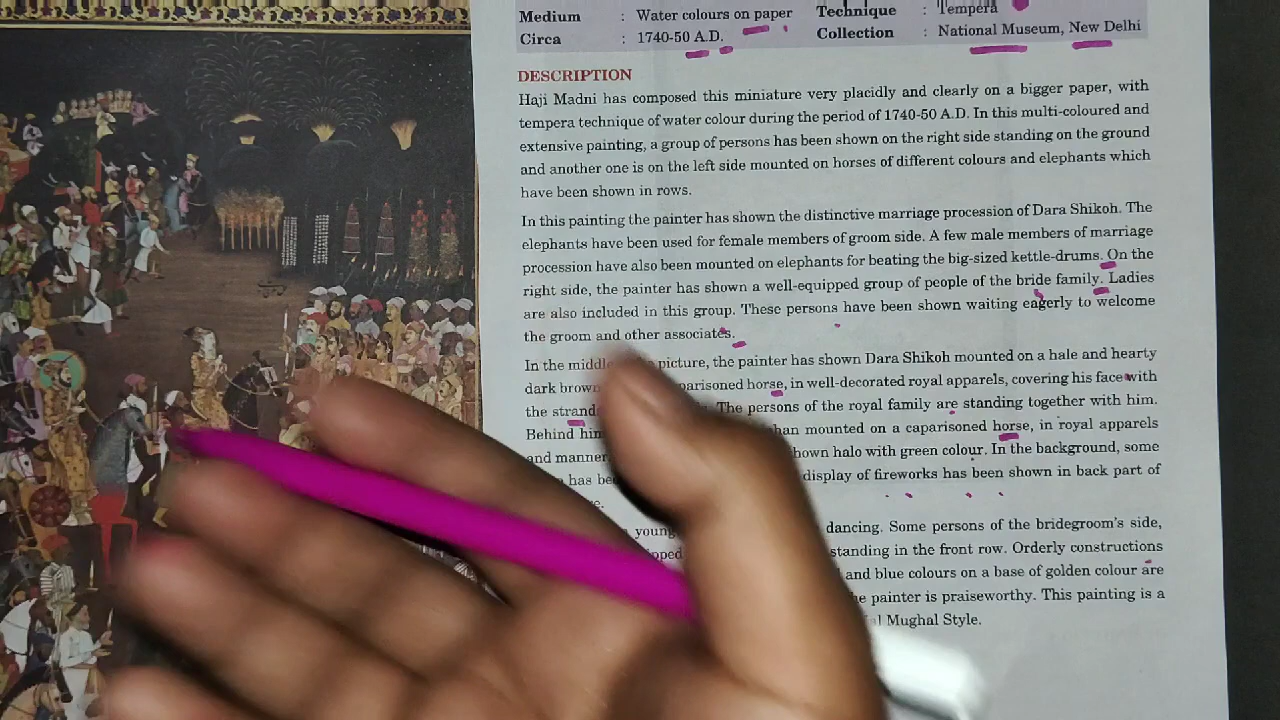 Medium : Water colours on paper Technique : Tempera
Circa : 1740-50 A.D. Collection : National Museum, New Delhi
DESCRIPTION
Haji Madni has composed this miniature very placidly and clearly on a bigger paper, with
tempera technique of water colour during the period of 1740-50 A.D. In this multi-coloured and
extensive painting, a group of persons has been shown on the right side standing on the ground
and another one is on the left side mounted on horses of different colours and elephants which
have been shown in rows.
In this painting the painter has shown the distinctive marriage procession of Dara Shikoh. The
elephants have been used for female members of groom side. A few male members of marriage
procession have also been mounted on elephants for beating the big-sized kettle-drums. On the
right side, the painter has shown a well-equipped group of people of the bride family. Ladies
are also included in this group. These persons have been shown waiting eagerly to welcome
the groom and other associates.
In the middle picture, the painter has shown Dara Shikoh mounted on a hale and hearty
dark brown parisoned horse, in well-decorated royal apparels, covering his face with
the strand The persons of the royal family are standing together with him.
Behind him mounted on a caparisoned horse, in royal apparels
and manner hown halo with green colour. In the background, some
has display of fireworks has been shown in back part of
young dancing. Some persons of the bridegroom's side,
standing in the front row. Orderly constructions
and blue colours on a base of golden colour are
painter is praiseworthy. This painting is a
Mughal Style.